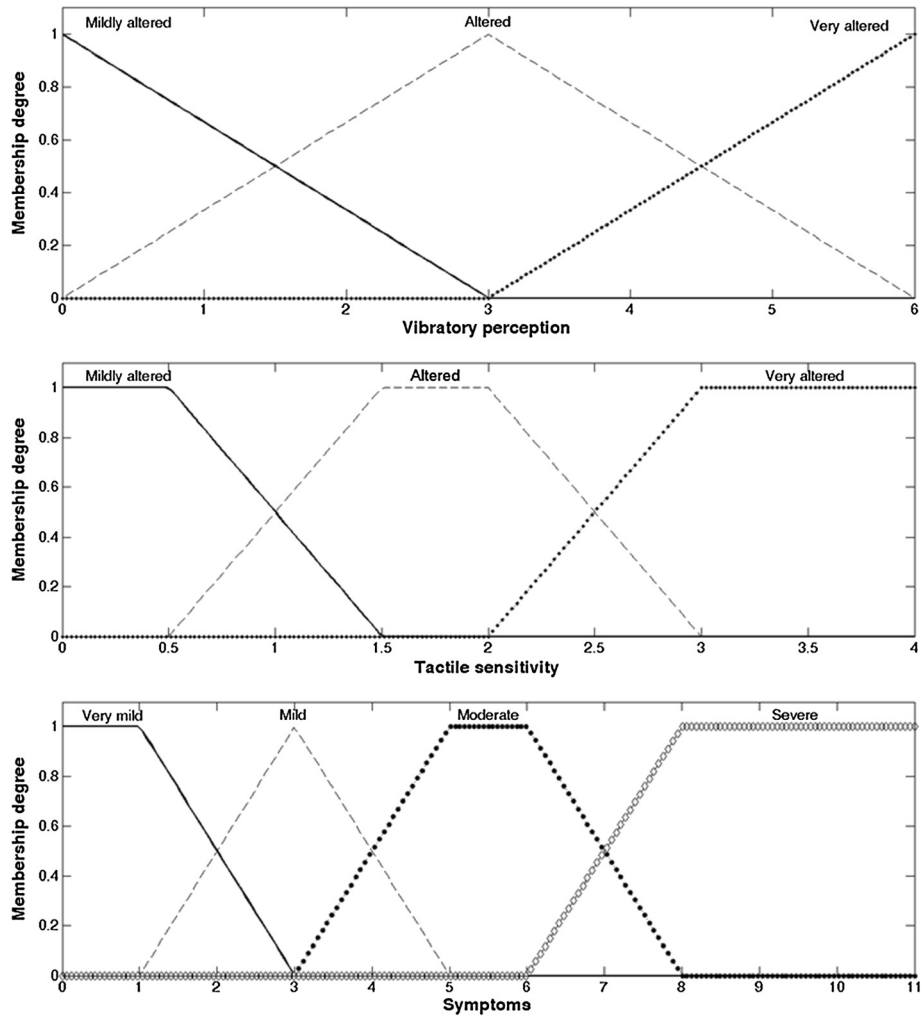 Mildly altered Altered Very altered
1
0.8
0.6
0.4
0.2
0
Membership degree
0 1 2 3 4 5 6
Vibratory perception
Mildly altered Altered Very altered
1
0.8
0.6
0.4
0.2
0
Membership degree
0 0.5 1 1.5 2 2.5 3 3.5 4
Tactile sensitivity
Very mild Mild Moderate Severe
1
0.8
0.6
0.4
0.2
0
Membership degree
0 1 2 3 4 5 6 7 8 9 10 11
Symptoms